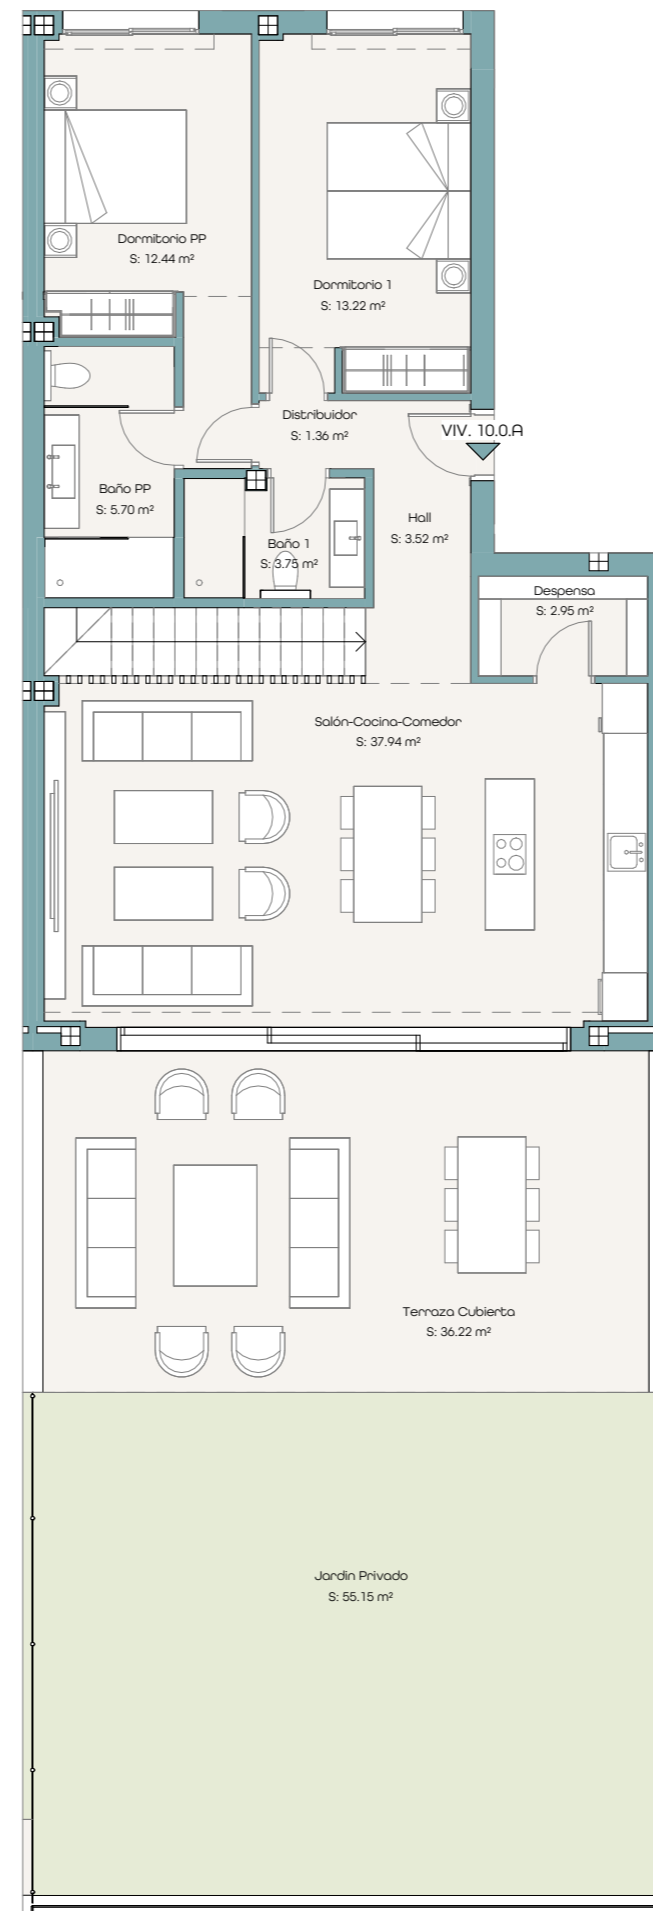 Dormitorio PP
S: 12.44 m²
Dormitorio 1
S: 13.22 m²
Distribuidor
S: 1.36 m²
VIV. 10.0.A
Baño PP
S: 5.70 m²
Hall
S: 3.52 m²
Baño 1
S: 3.75 m²
Despensa
S: 2.95 m²
Salón-Cocina-Comedor
S: 37.94 m²
Terraza Cubierta
S: 36.22 m²
Jardin Privado
S: 55.15 m²